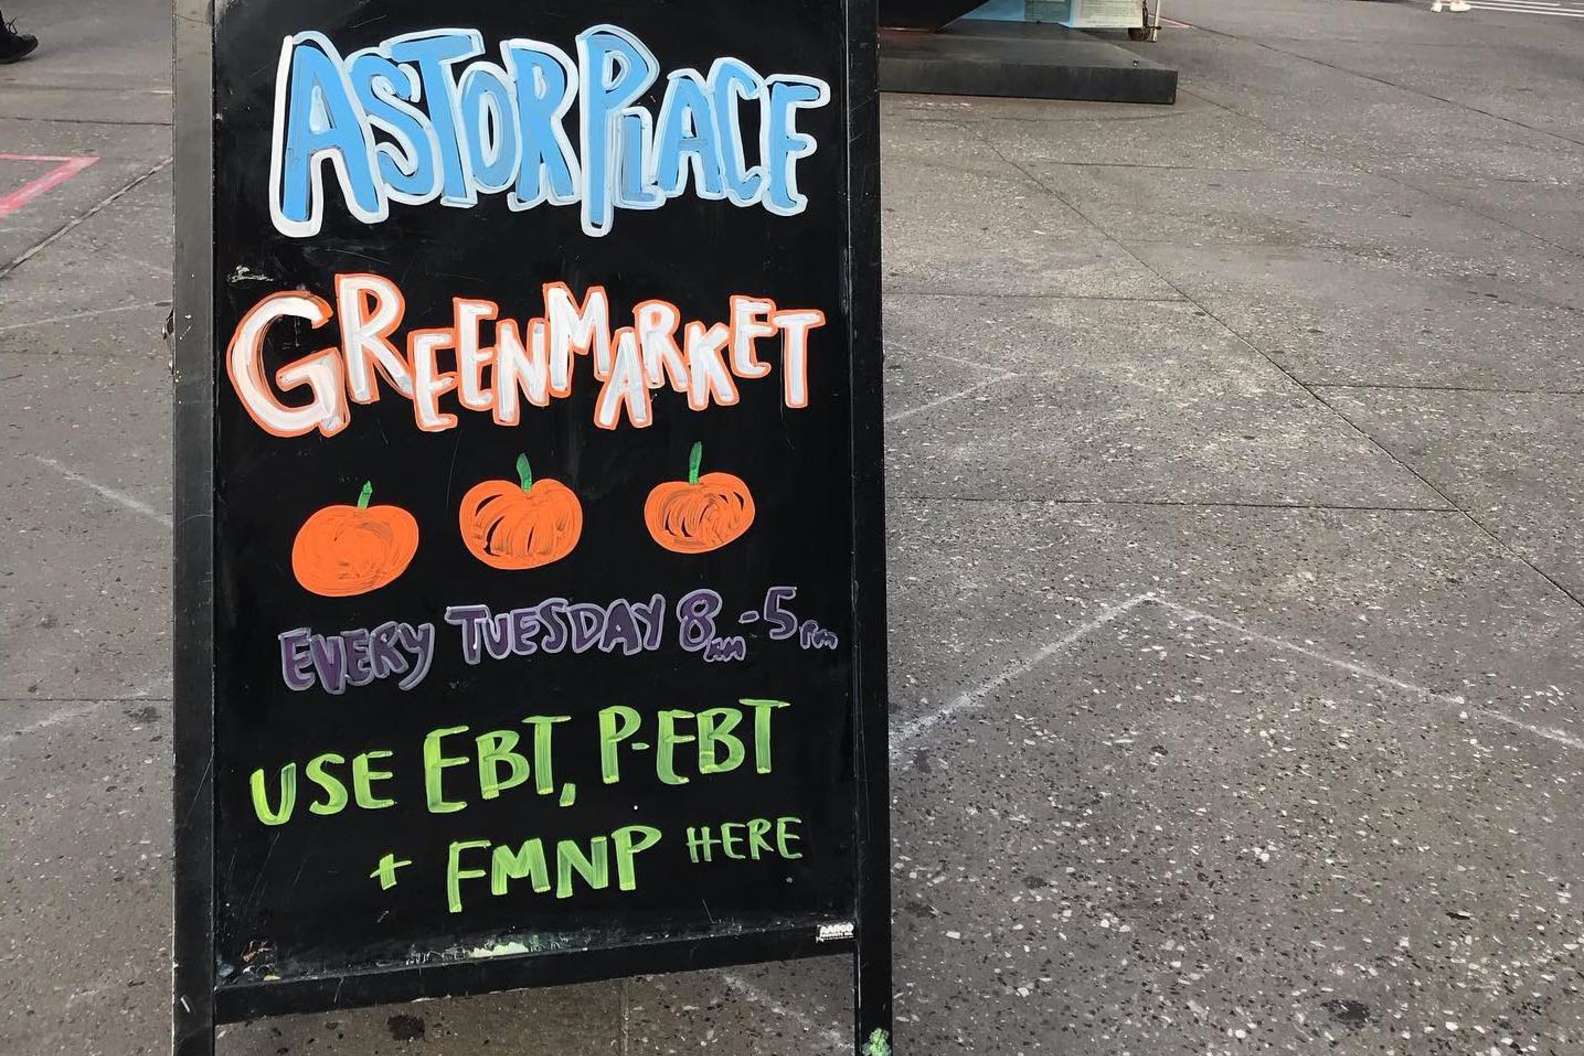 ASTOR PLACE
GREENMARKET
EVERY TUESDAY 8AM-5PM
USE EBT, P-EBT
+ FMNP HERE